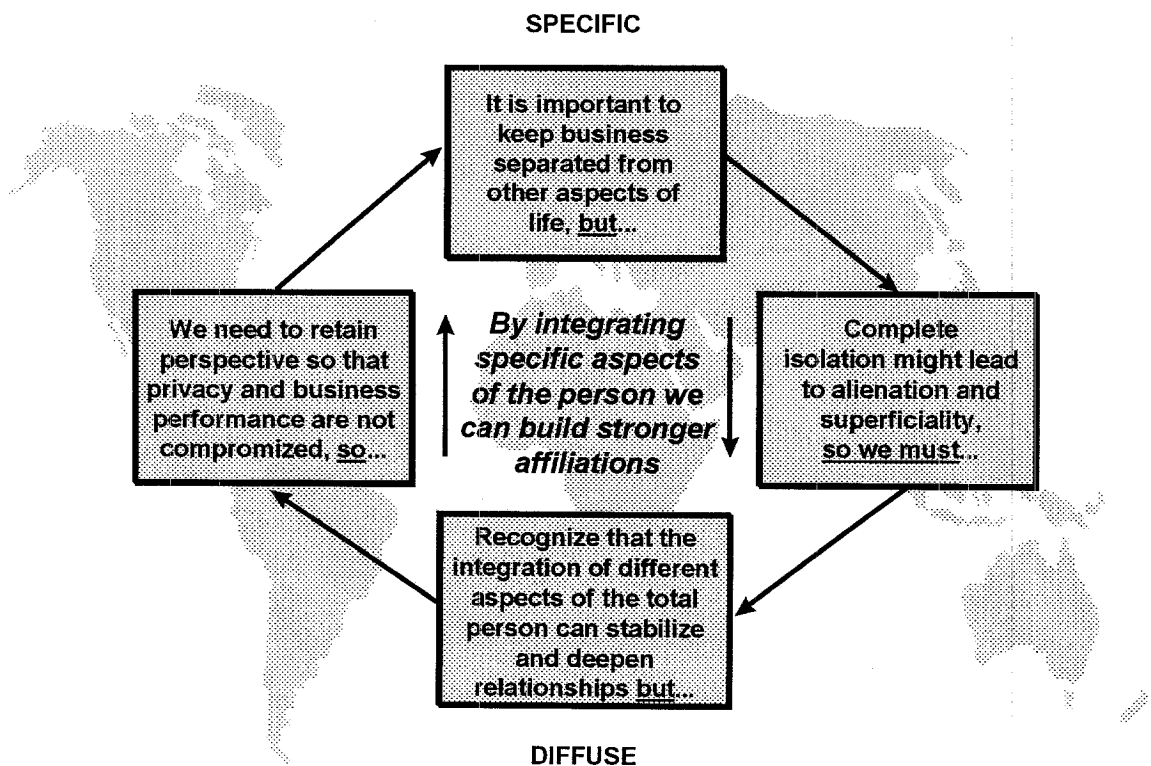 SPECIFIC
It is important to
keep business
separated from
other aspects of
life, but...
We need to retain
perspective so that
privacy and business
performance are not
compromized, so...
By integrating
specific aspects
of the person we
can build stronger
affiliations
Complete
isolation might lead
to alienation and
superficiality,
so we must...
Recognize that the
integration of different
aspects of the total
person can stabilize
and deepen
relationships but...
DIFFUSE